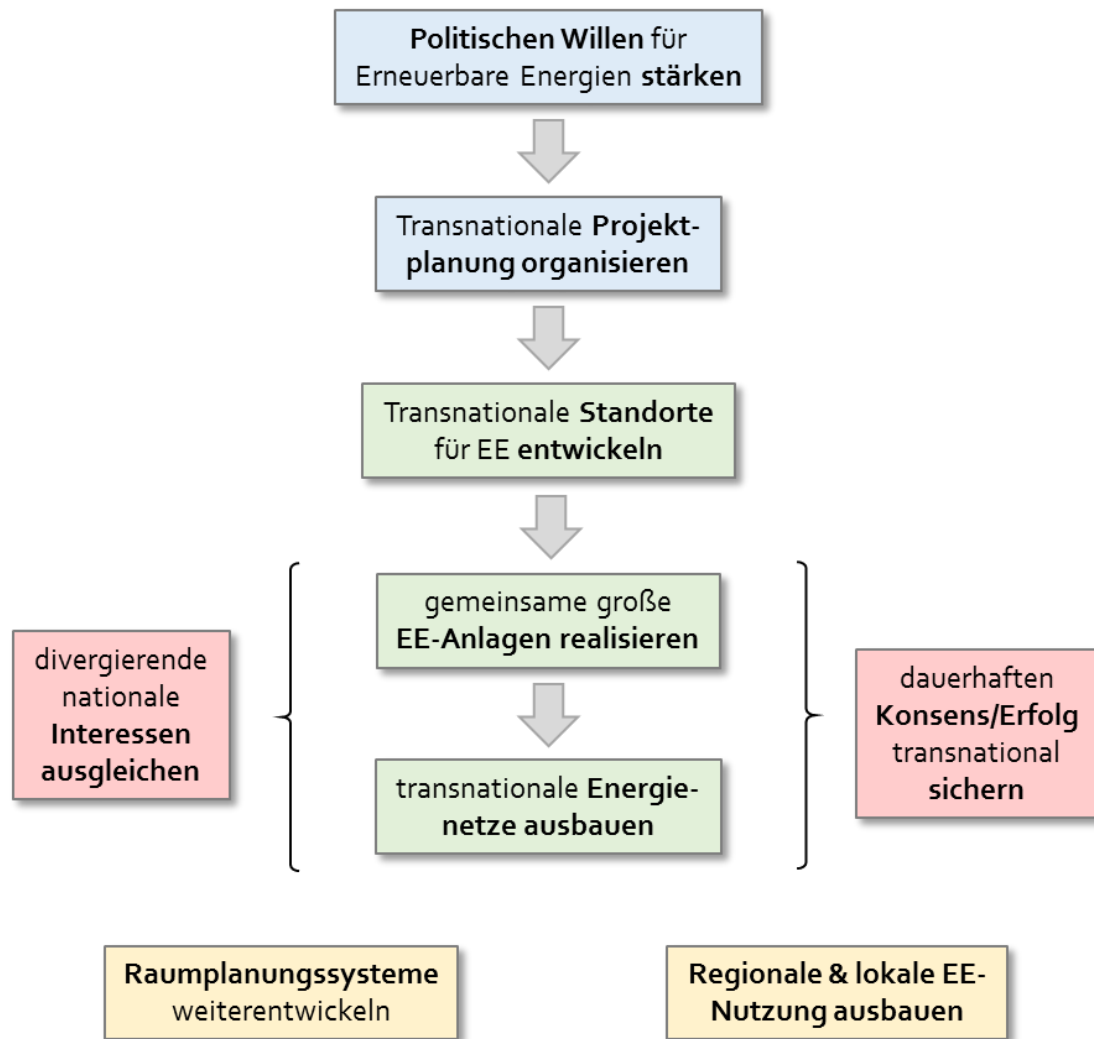 Politischen Willen für
Erneuerbare Energien stärken
Transnationale Projekt-
planung organisieren
Transnationale Standorte
für EE entwickeln
gemeinsame große
EE-Anlagen realisieren
divergierende
nationale
Interessen
ausgleichen
dauerhaften
Konsens/Erfolg
transnational
sichern
transnationale Energie-
netze ausbauen
Raumplanungssysteme
weiterentwickeln
Regionale & lokale EE-
Nutzung ausbauen